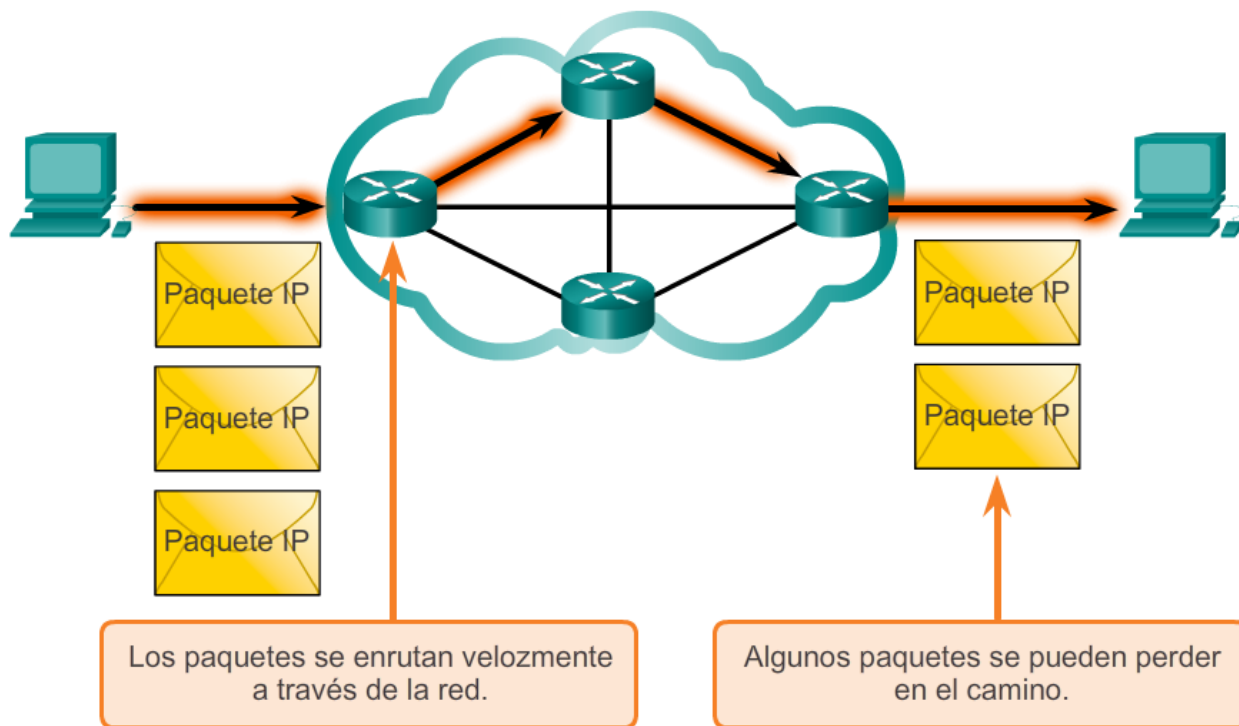 Paquete IP
Paquete IP
Paquete IP
Paquete IP
Paquete IP
Los paquetes se enrutan velozmente
a través de la red.
Algunos paquetes se pueden perder
en el camino.